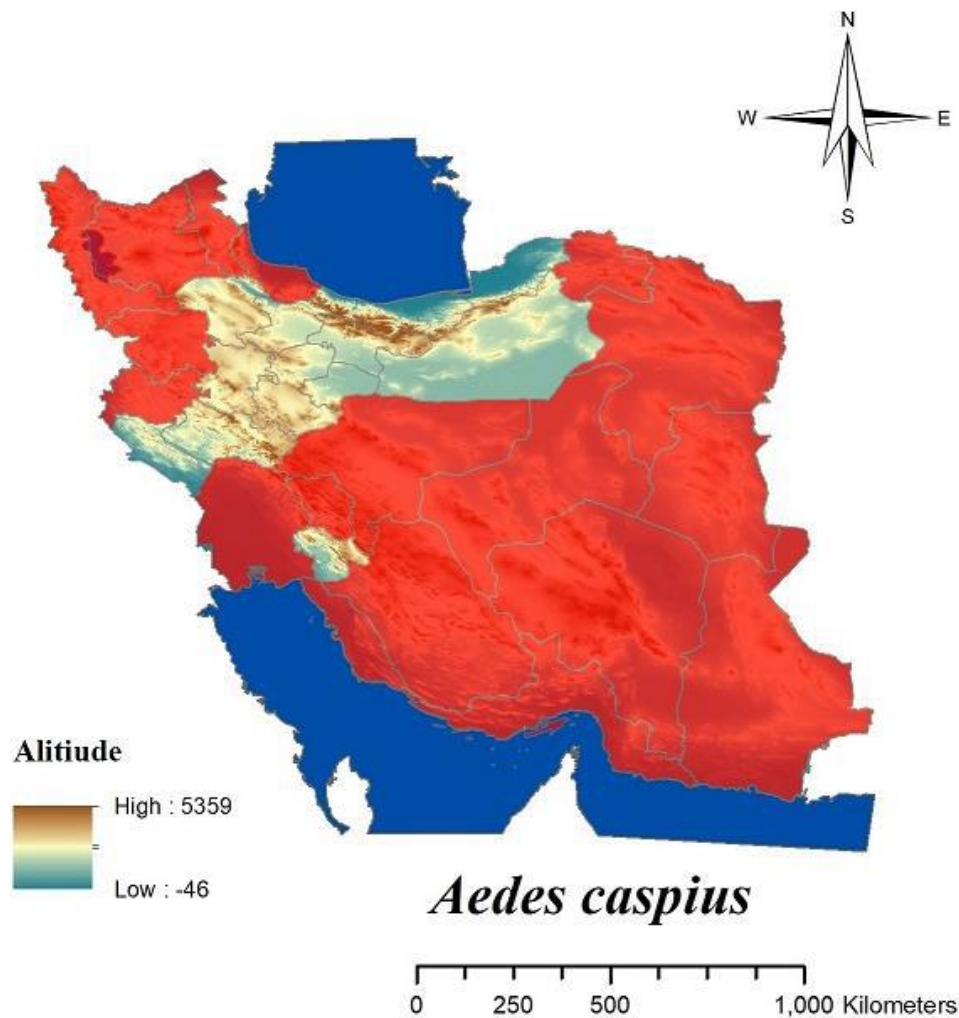 N
W E
S
Alitiude
High : 5359
Low : -46
Aedes caspius
0 250 500 1,000 Kilometers